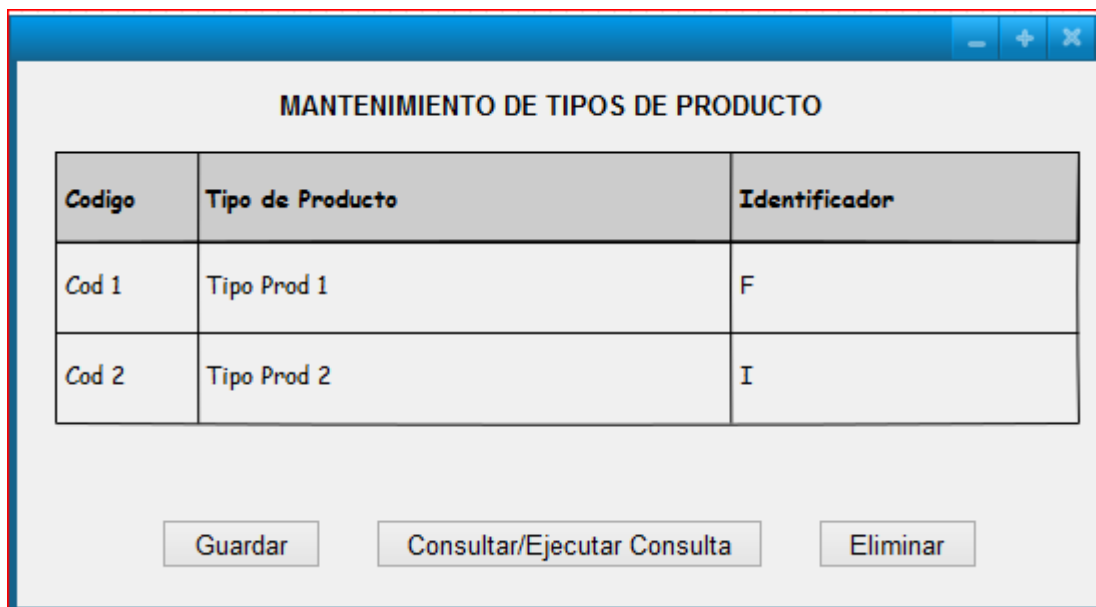 MANTENIMIENTO DE TIPOS DE PRODUCTO
Codigo Tipo de Producto Identificador
Cod 1 Tipo Prod 1 F
Cod 2 Tipo Prod 2 I
Guardar Consultar/Ejecutar Consulta Eliminar